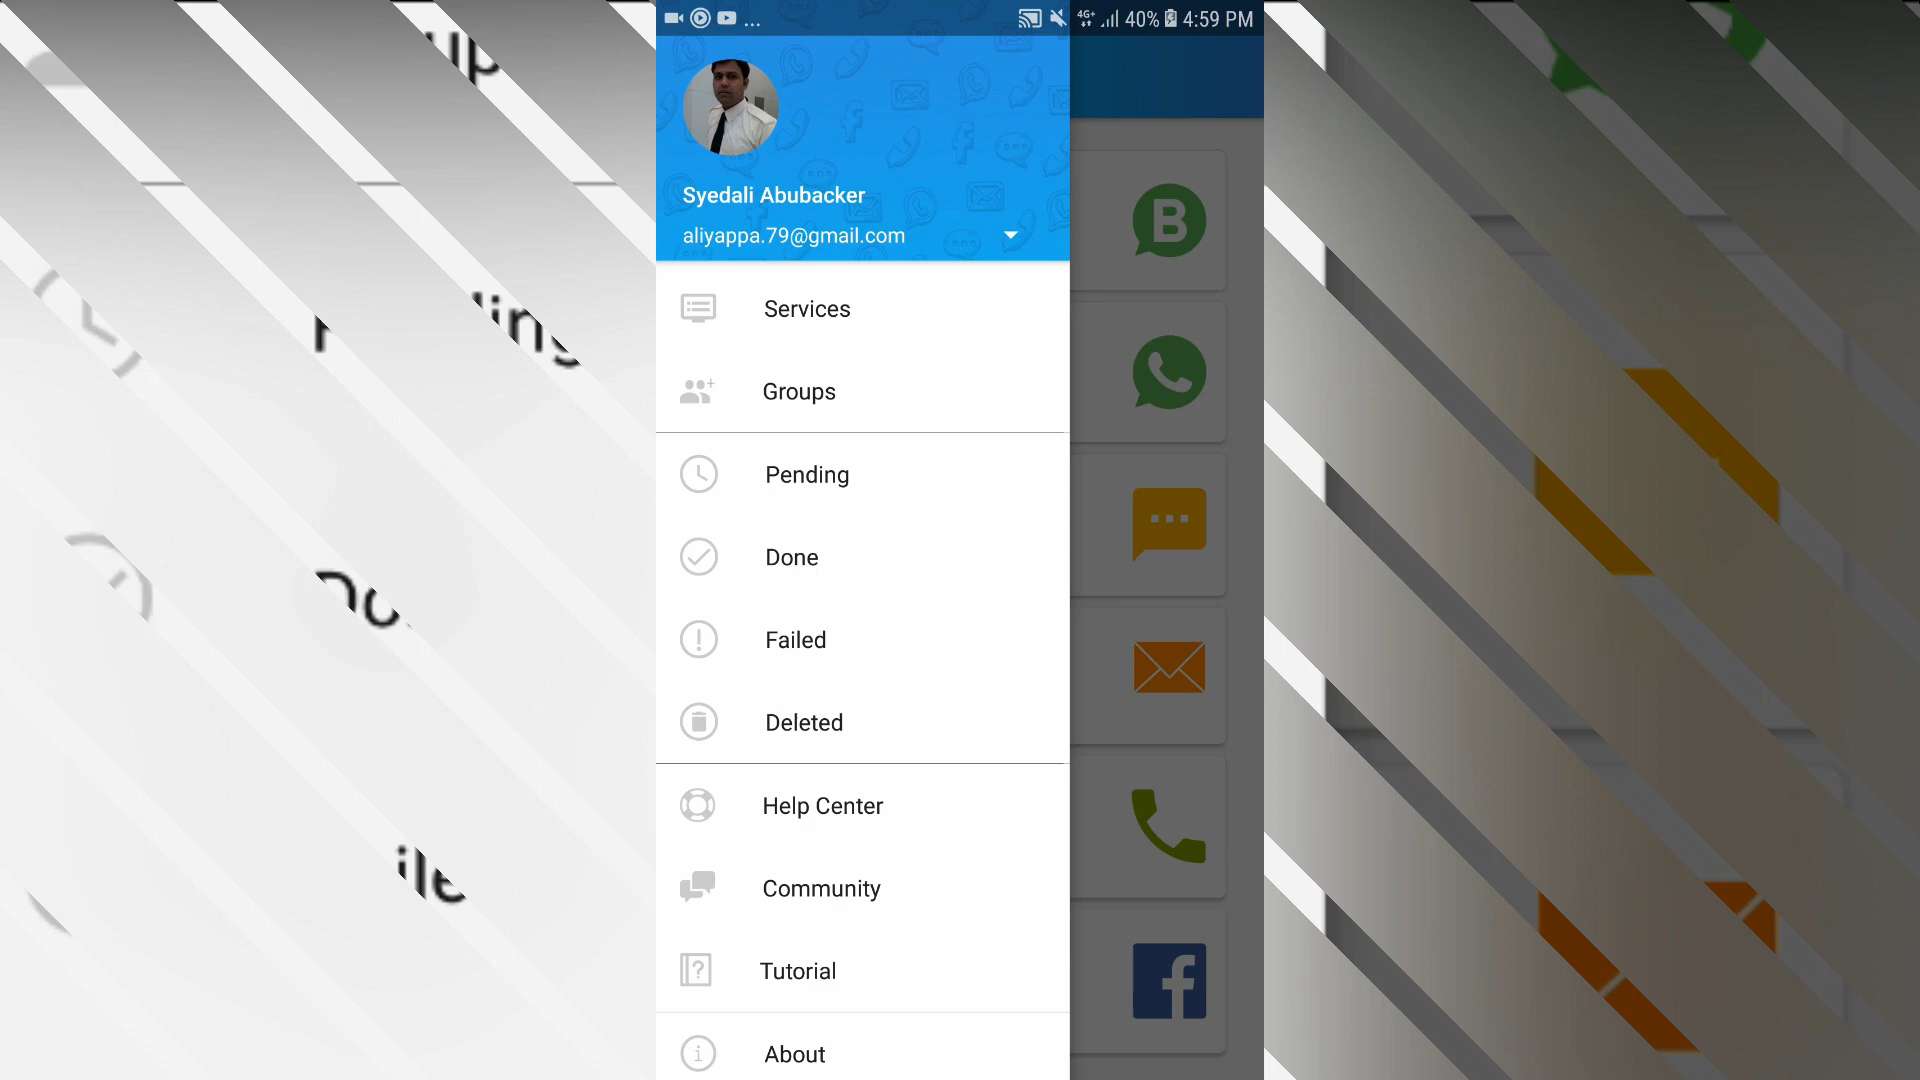 ... 4G+ 40% 4:59 PM
Syedali Abubacker
aliyappa.79@gmail.com
B
Services
Groups
Pending
Done
Failed
Deleted
Help Center
Community
Tutorial
About